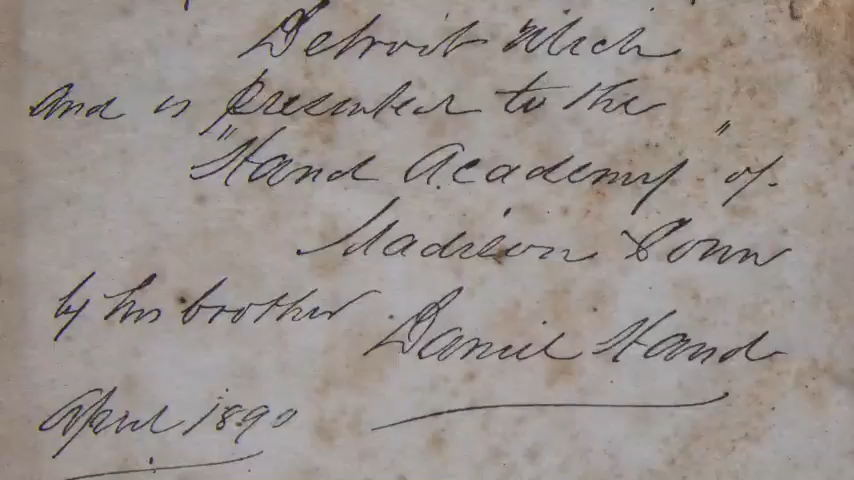 Detroit Mich
and is presented to the
"Hand Academy" of
Madison Conn
by his brother
Daniel Hand
April 1890